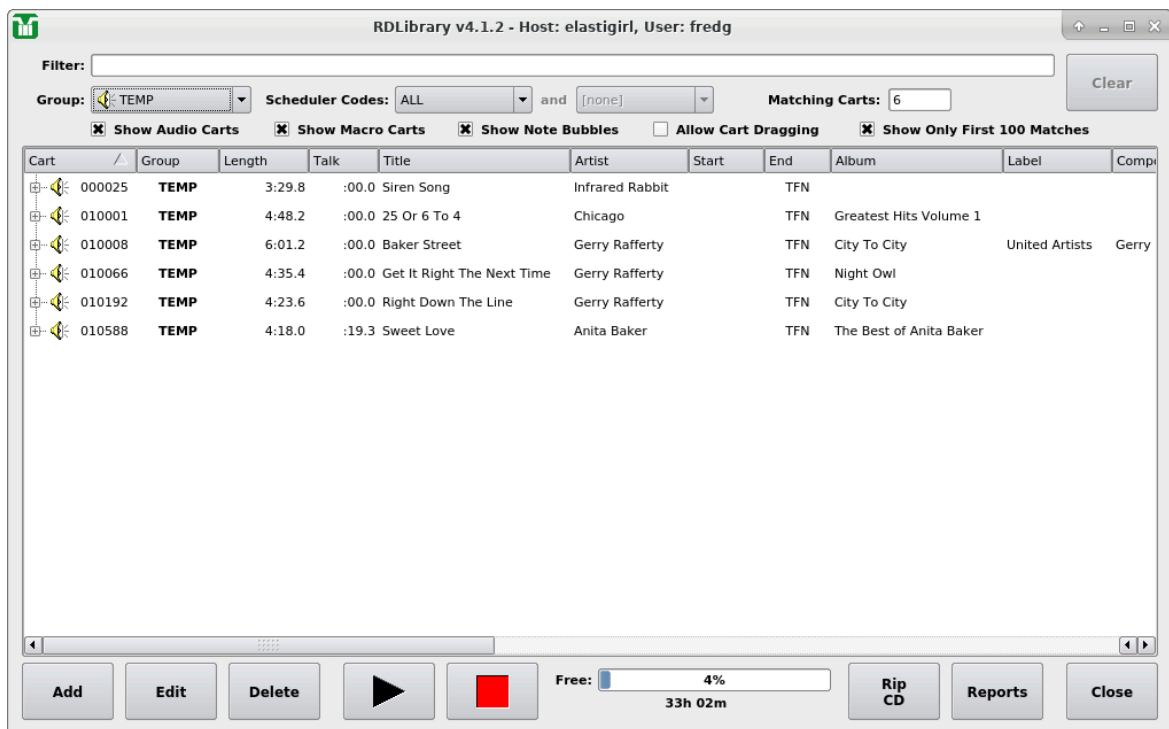 RDLibrary v4.1.2 - Host: elastigirl, User: fredg
Filter:
Clear
Group: TEMP Scheduler Codes: ALL and [none] Matching Carts: 6
Show Audio Carts Show Macro Carts Show Note Bubbles Allow Cart Dragging Show Only First 100 Matches
Cart Group Length Talk Title Artist Start End Album Label Compo
000025 TEMP 3:29.8 :00.0 Siren Song Infrared Rabbit TFN
010001 TEMP 4:48.2 :00.0 25 Or 6 To 4 Chicago TFN Greatest Hits Volume 1
010008 TEMP 6:01.2 :00.0 Baker Street Gerry Rafferty TFN City To City United Artists Gerry
010066 TEMP 4:35.4 :00.0 Get It Right The Next Time Gerry Rafferty TFN Night Owl
010192 TEMP 4:23.6 :00.0 Right Down The Line Gerry Rafferty TFN City To City
010588 TEMP 4:18.0 :19.3 Sweet Love Anita Baker TFN The Best of Anita Baker
Add Edit Delete Free: 4% Rip CD Reports Close
33h 02m